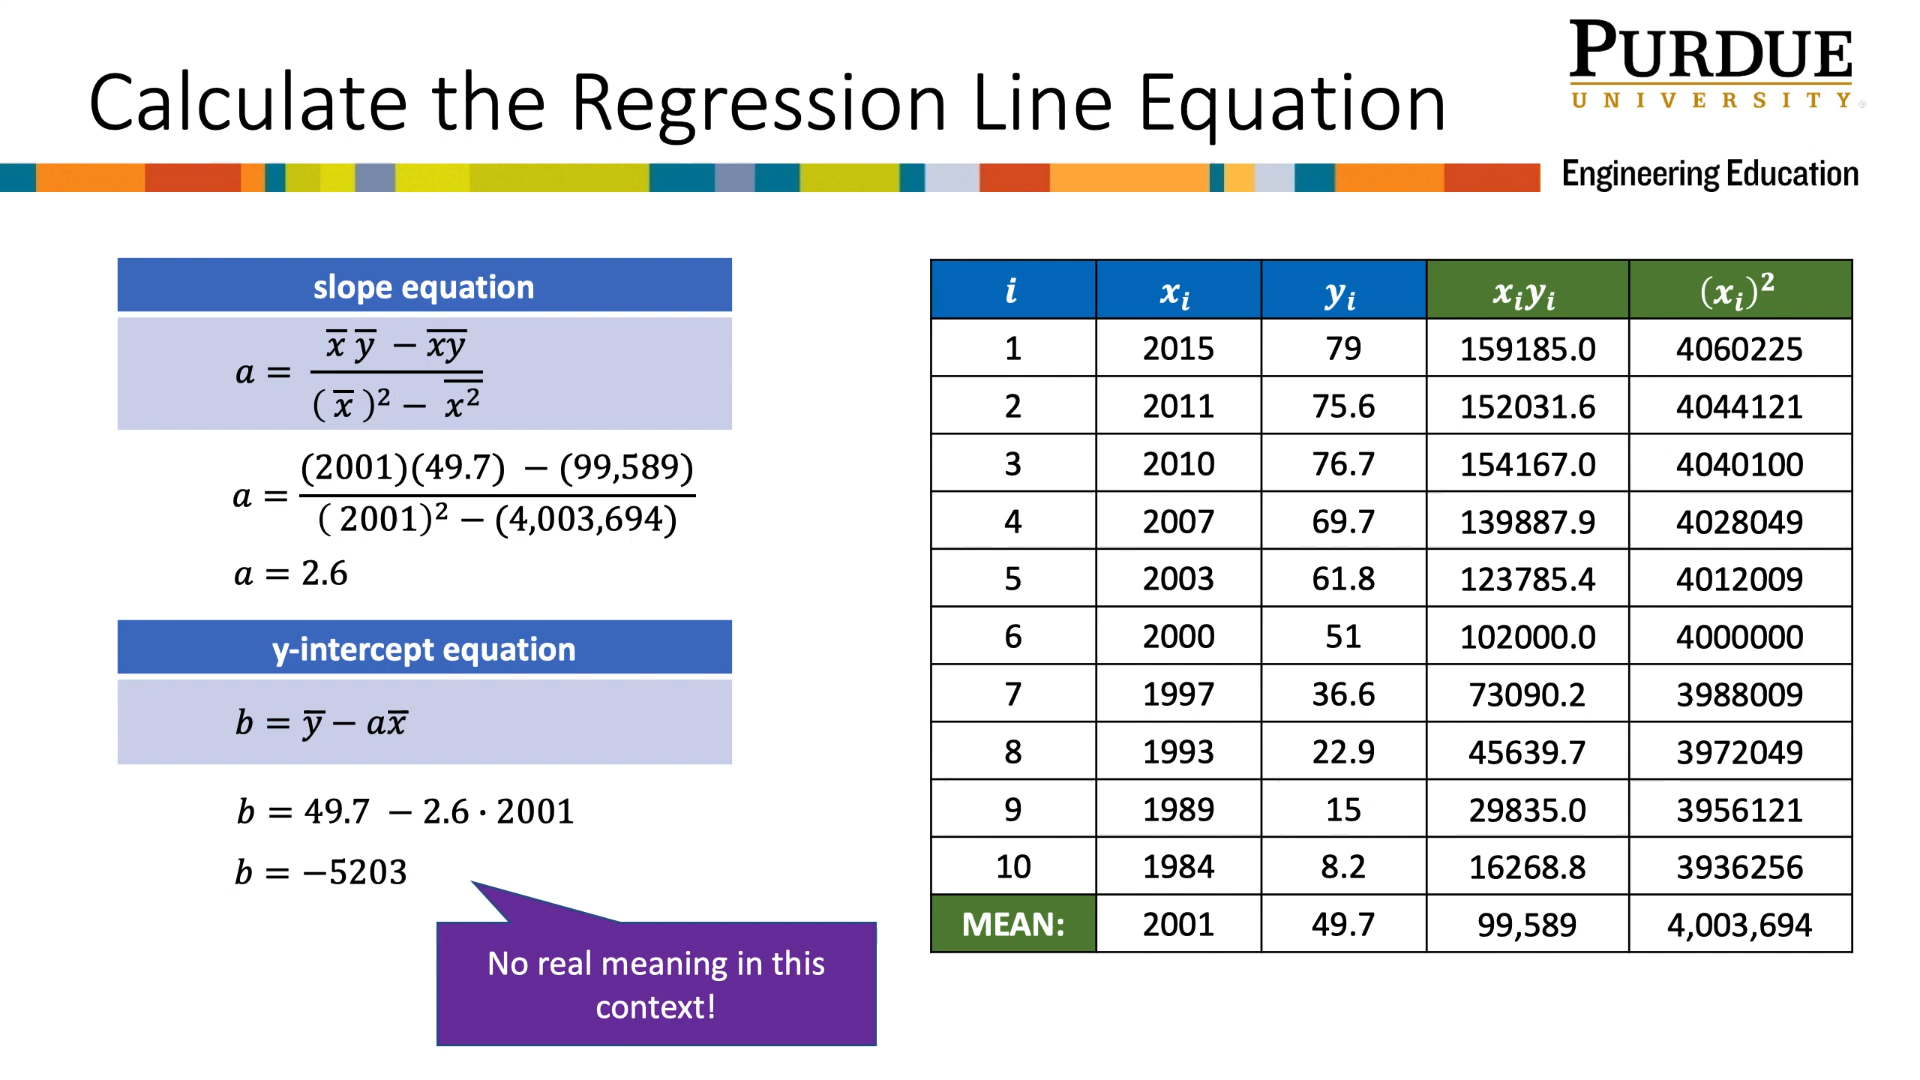 Calculate the Regression Line Equation
PURDUE
UNIVERSITY®
Engineering Education
slope equation
a = (x̅ y̅ − x̅y̅) / ((x̅)² − x̅²)
a = ((2001)(49.7) − (99,589)) / ((2001)² − (4,003,694))
a = 2.6
y-intercept equation
b = y̅ − ax̅
b = 49.7 − 2.6 · 2001
b = −5203
No real meaning in this
context!
i xᵢ yᵢ xᵢyᵢ (xᵢ)²
1 2015 79 159185.0 4060225
2 2011 75.6 152031.6 4044121
3 2010 76.7 154167.0 4040100
4 2007 69.7 139887.9 4028049
5 2003 61.8 123785.4 4012009
6 2000 51 102000.0 4000000
7 1997 36.6 73090.2 3988009
8 1993 22.9 45639.7 3972049
9 1989 15 29835.0 3956121
10 1984 8.2 16268.8 3936256
MEAN: 2001 49.7 99,589 4,003,694